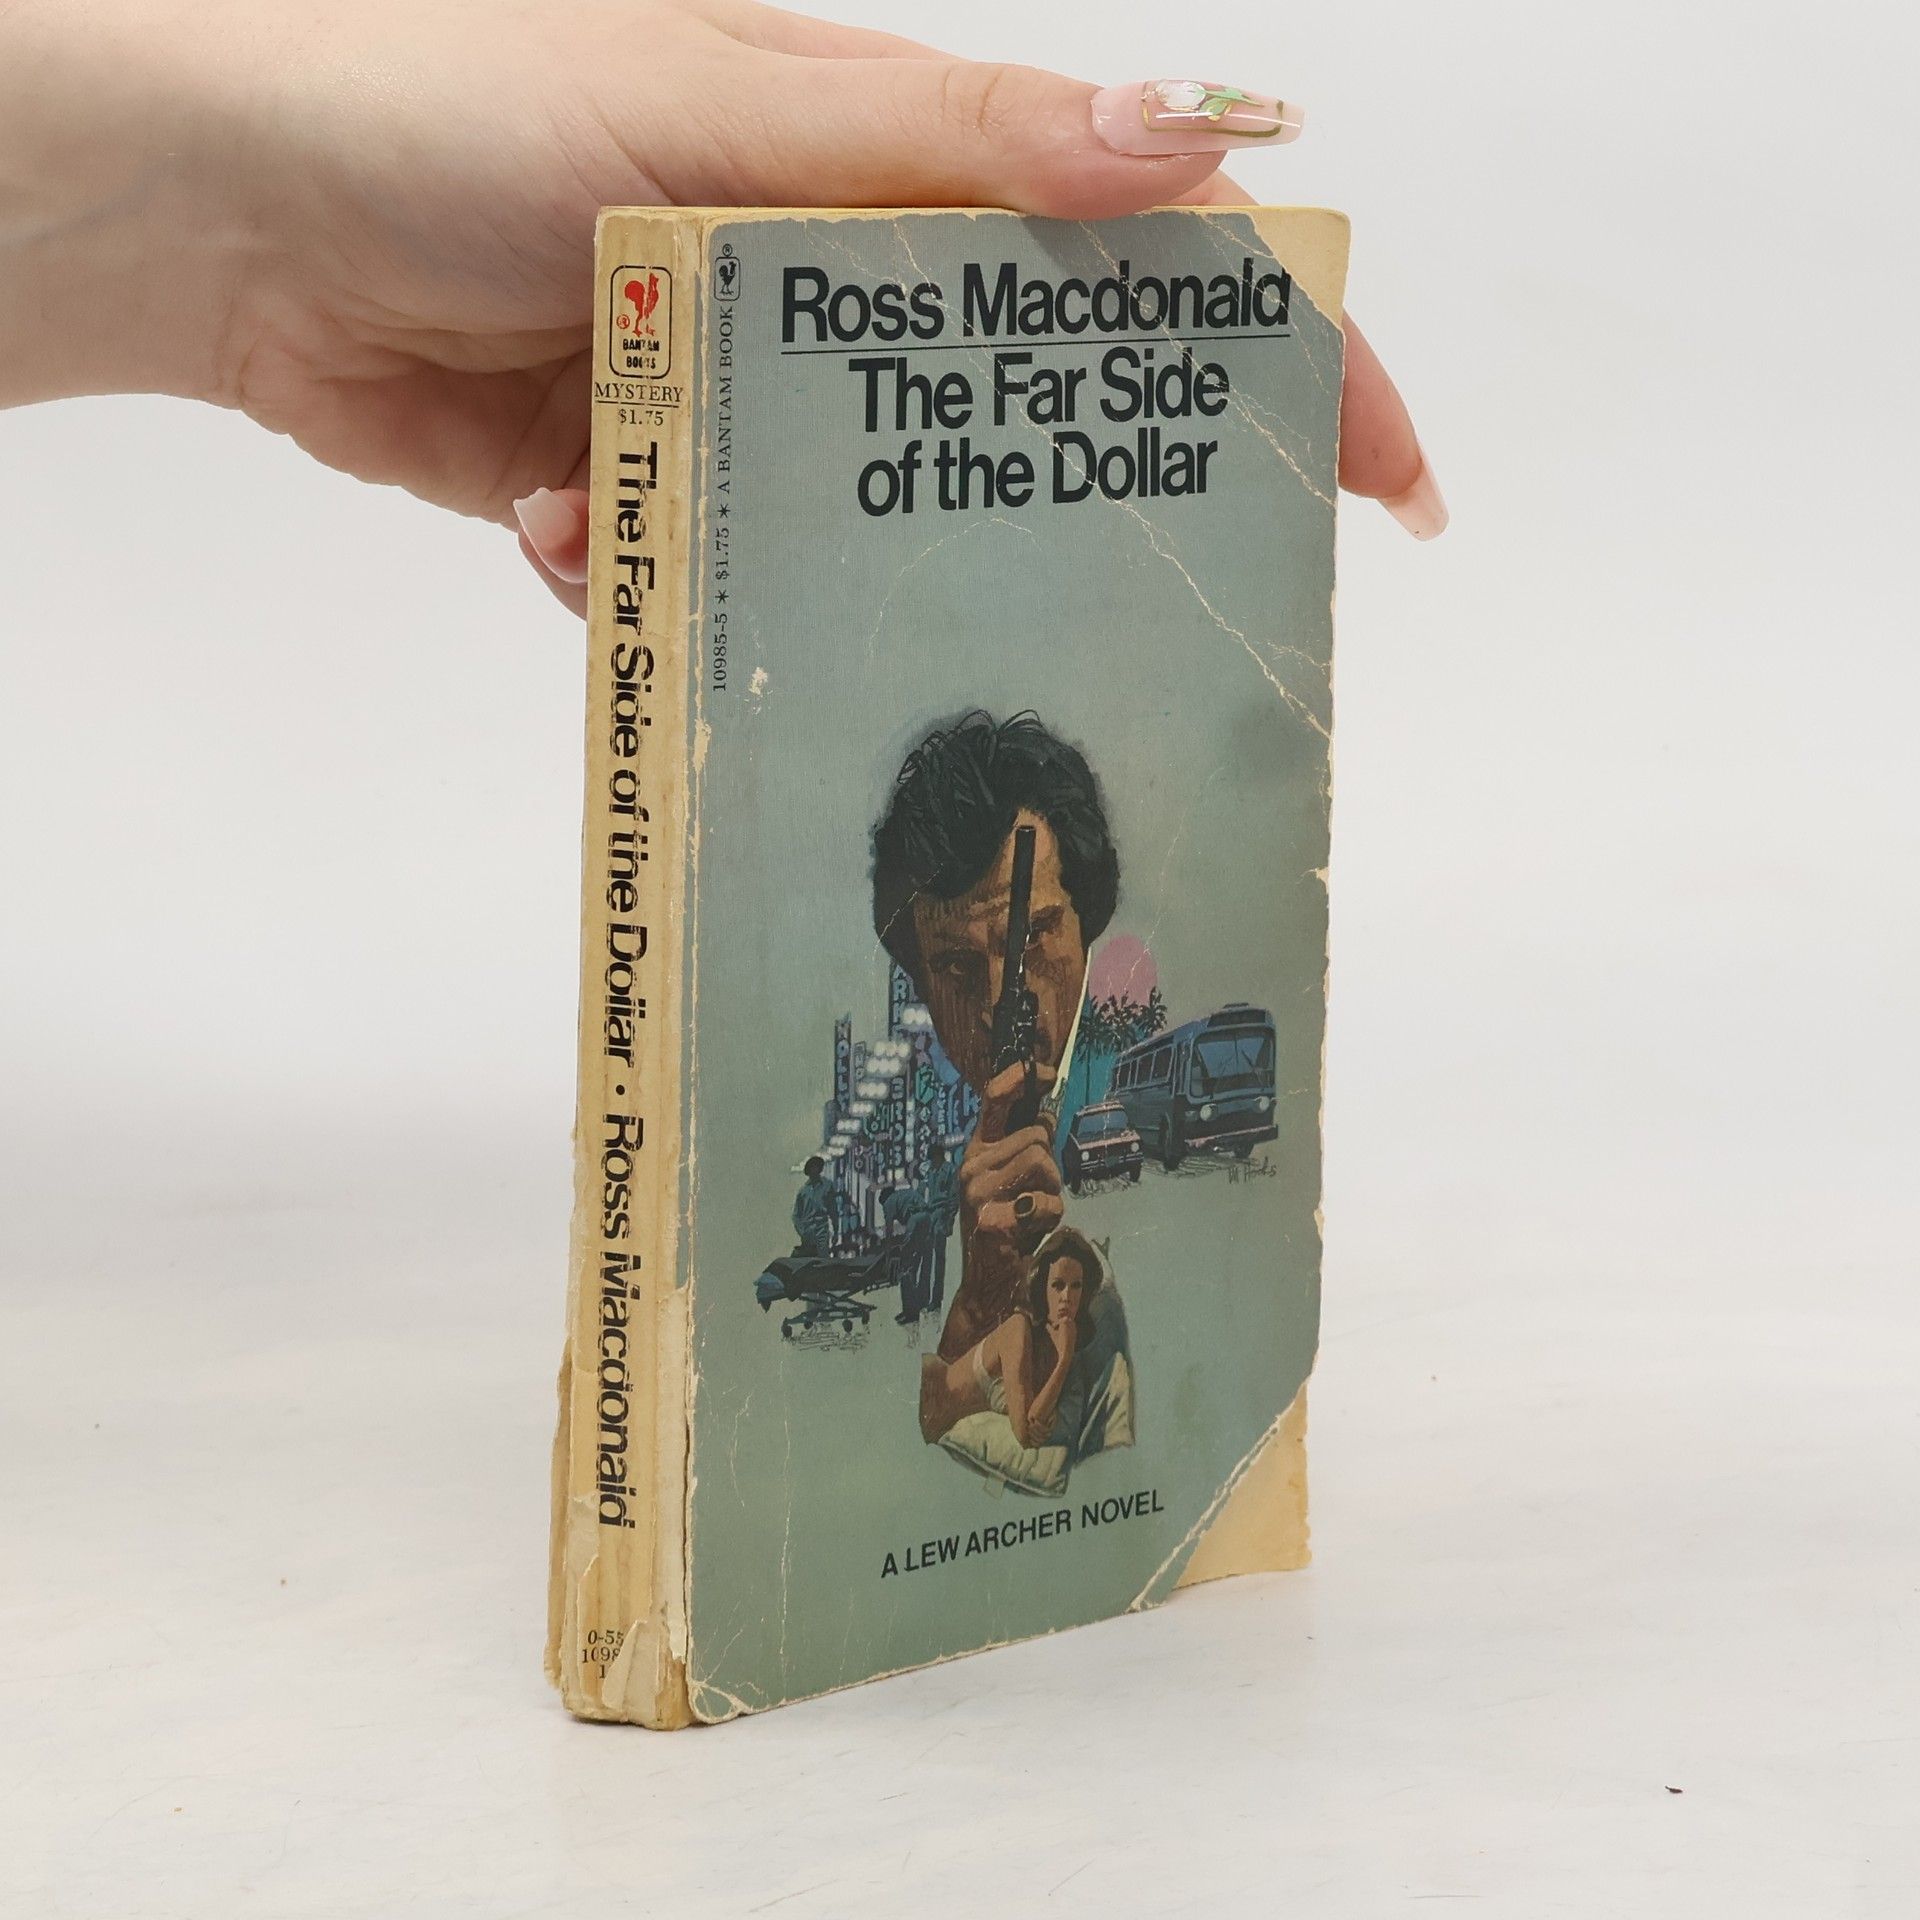 BANTAM
BOOKS
MYSTERY
$1.75
The Far Side of the Dollar · Ross Macdonald
10985-5 * $1.75 * A BANTAM BOOK
Ross Macdonald
The Far Side
of the Dollar
A LEW ARCHER NOVEL